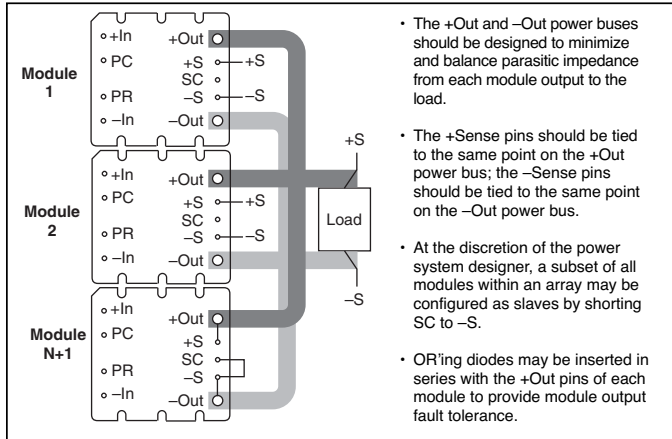 Module
1
+In
PC
PR
–In
+Out
+S
SC
–S
–Out
+S
–S
Module
2
+In
PC
PR
–In
+Out
+S
SC
–S
–Out
+S
–S
Module
N+1
+In
PC
PR
–In
+Out
+S
SC
–S
–Out
+S
Load
–S
• The +Out and –Out power buses
should be designed to minimize
and balance parasitic impedance
from each module output to the
load.
• The +Sense pins should be tied
to the same point on the +Out
power bus; the –Sense pins
should be tied to the same point
on the –Out power bus.
• At the discretion of the power
system designer, a subset of all
modules within an array may be
configured as slaves by shorting
SC to –S.
• OR'ing diodes may be inserted in
series with the +Out pins of each
module to provide module output
fault tolerance.